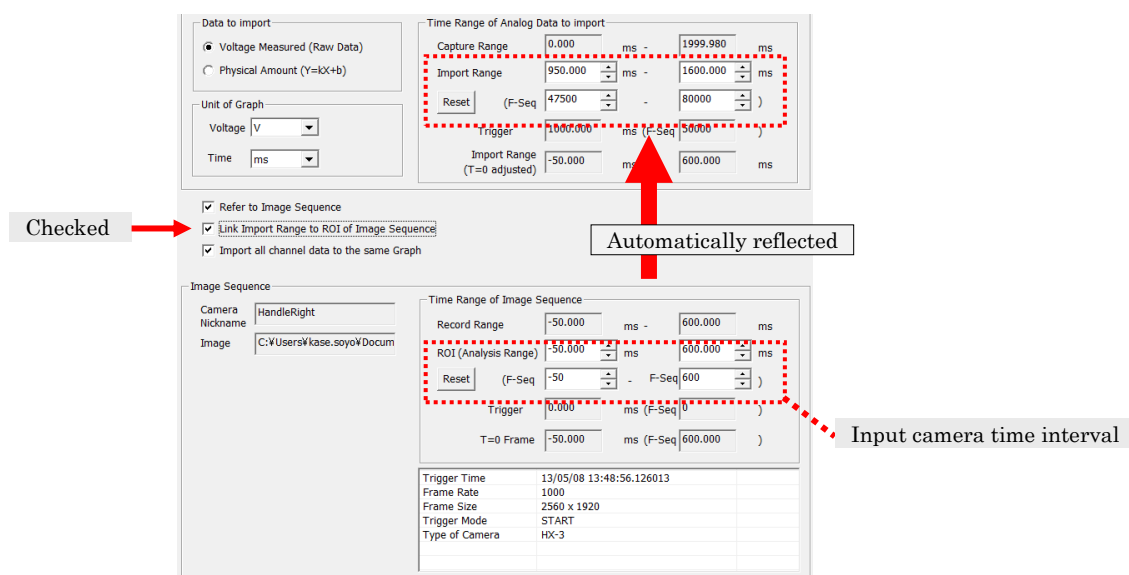 Data to import
Voltage Measured (Raw Data)
Physical Amount (Y=kX+b)
Unit of Graph
Voltage V
Time ms
Time Range of Analog Data to import
Capture Range 0.000 ms - 1999.980 ms
Import Range 950.000 ms - 1600.000 ms
Reset (F-Seq 47500 - 80000 )
Trigger 1000.000 ms (F-Seq 50000 )
Import Range
(T=0 adjusted) -50.000 ms 600.000 ms
Checked
Refer to Image Sequence
Link Import Range to ROI of Image Sequence
Import all channel data to the same Graph
Automatically reflected
Image Sequence
Camera
Nickname HandleRight
Image C:¥Users¥kase.soyo¥Docum
Time Range of Image Sequence
Record Range -50.000 ms - 600.000 ms
ROI (Analysis Range) -50.000 ms 600.000 ms
Reset (F-Seq -50 - F-Seq 600 )
Trigger 0.000 ms (F-Seq 0 )
T=0 Frame -50.000 ms (F-Seq 600.000 )
Input camera time interval
Trigger Time 13/05/08 13:48:56.126013
Frame Rate 1000
Frame Size 2560 x 1920
Trigger Mode START
Type of Camera HX-3